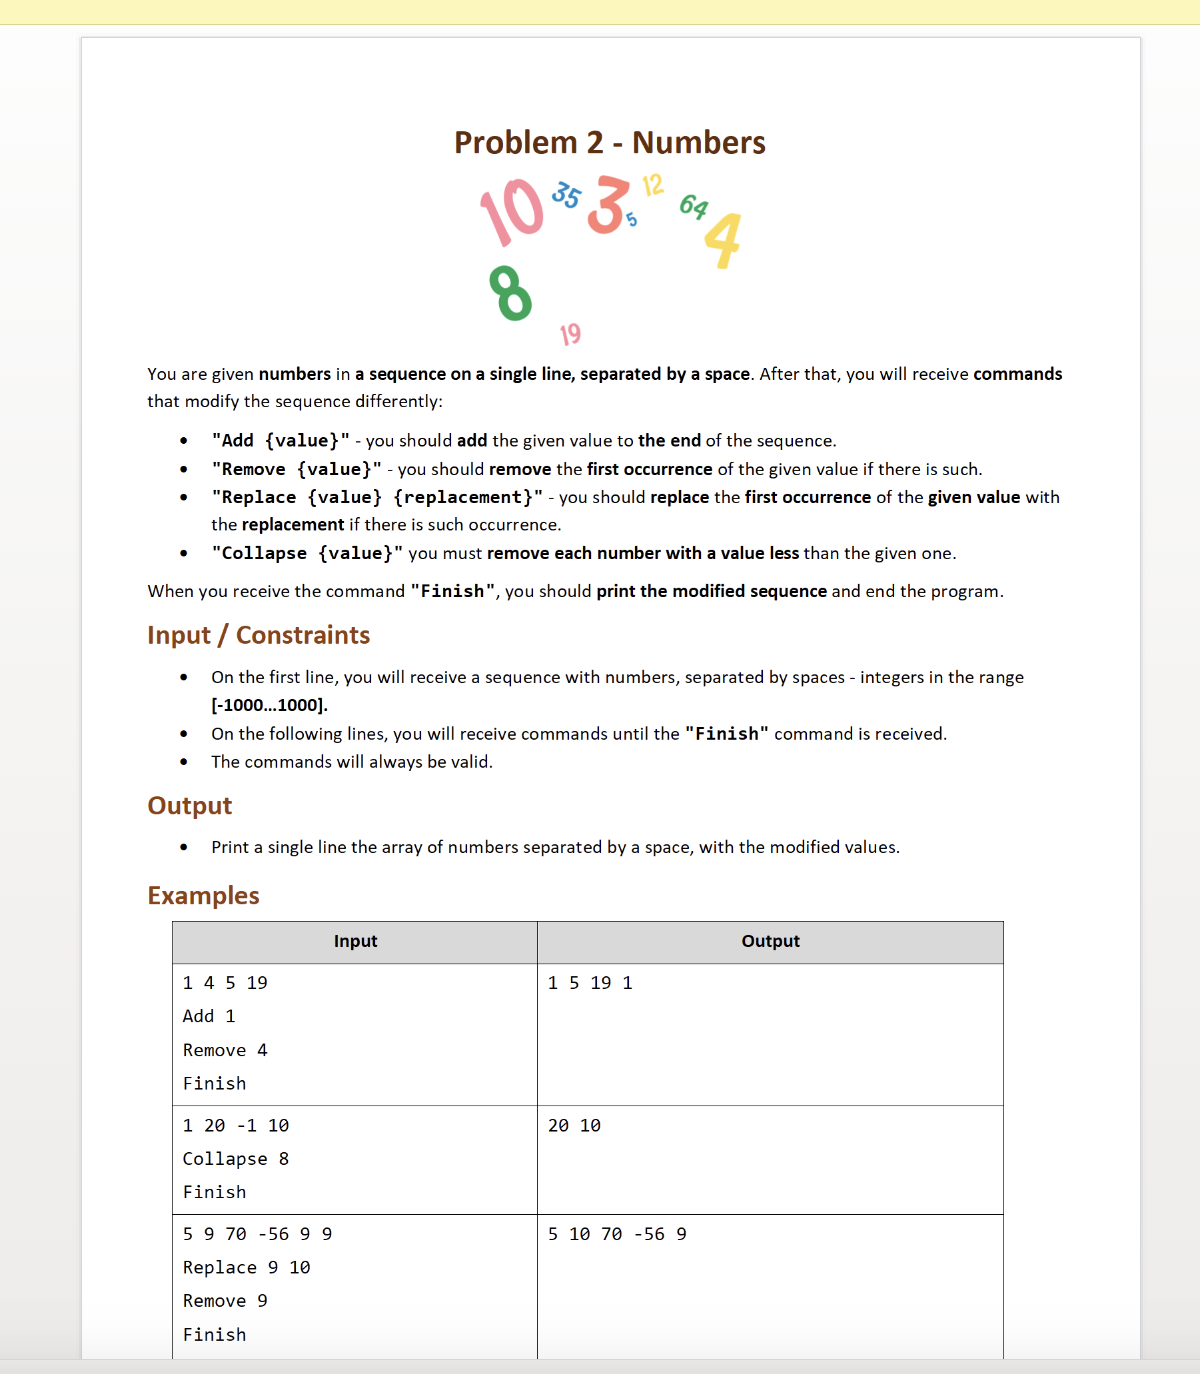 Problem 2 - Numbers
10 35 3 5 12 64 4
8
19
You are given numbers in a sequence on a single line, separated by a space. After that, you will receive commands
that modify the sequence differently:
• "Add {value}" - you should add the given value to the end of the sequence.
• "Remove {value}" - you should remove the first occurrence of the given value if there is such.
• "Replace {value} {replacement}" - you should replace the first occurrence of the given value with
the replacement if there is such occurrence.
• "Collapse {value}" you must remove each number with a value less than the given one.
When you receive the command "Finish", you should print the modified sequence and end the program.
Input / Constraints
• On the first line, you will receive a sequence with numbers, separated by spaces - integers in the range
[-1000…1000].
• On the following lines, you will receive commands until the "Finish" command is received.
• The commands will always be valid.
Output
• Print a single line the array of numbers separated by a space, with the modified values.
Examples
Input Output
1 4 5 19 1 5 19 1
Add 1
Remove 4
Finish
1 20 -1 10 20 10
Collapse 8
Finish
5 9 70 -56 9 9 5 10 70 -56 9
Replace 9 10
Remove 9
Finish